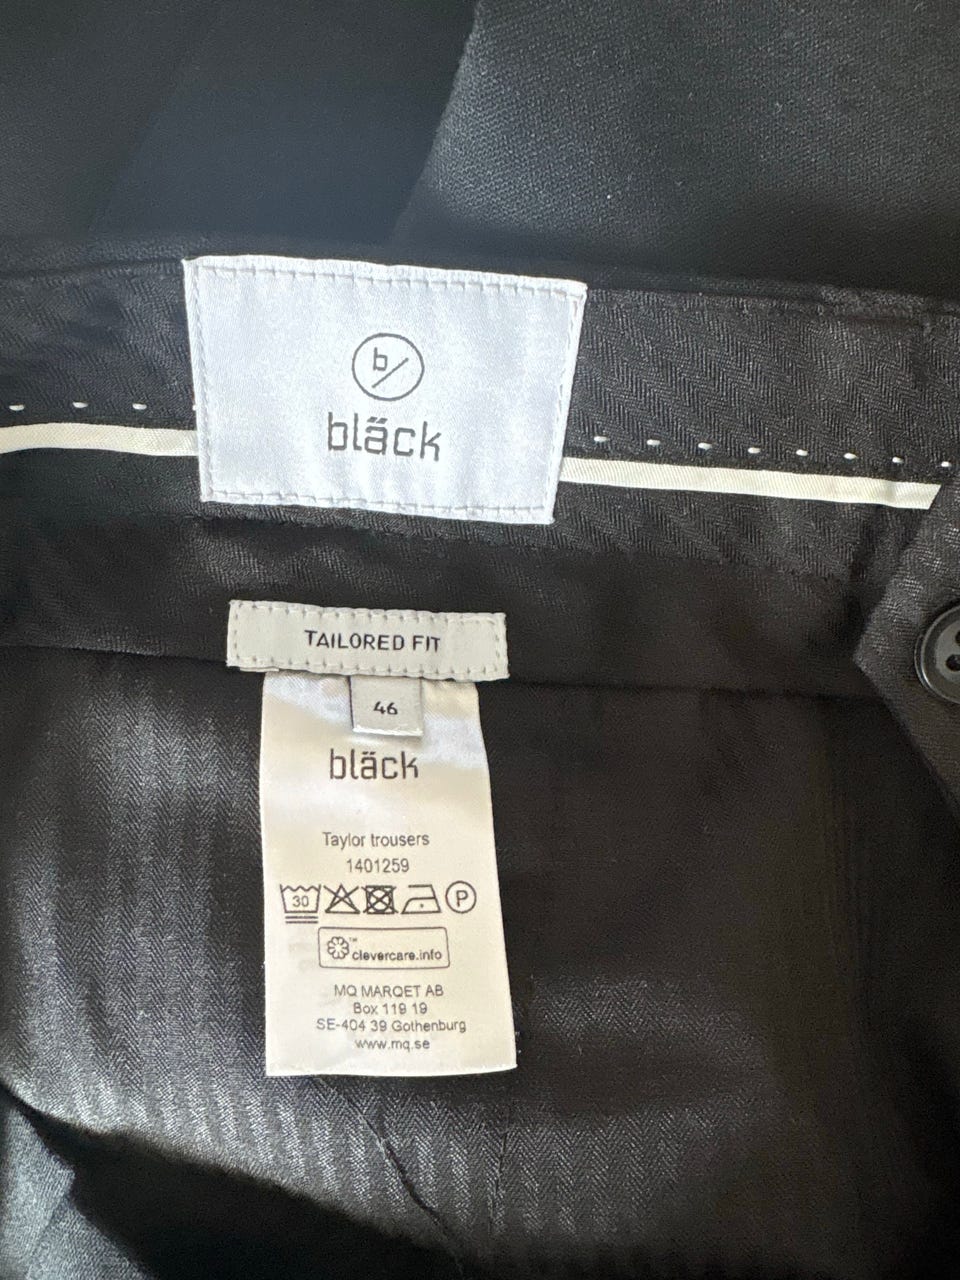 b/
bläck
TAILORED FIT
46
bläck
Taylor trousers
1401259
30 P
™ clevercare.info
MQ MARQET AB
Box 119 19
SE-404 39 Gothenburg
www.mq.se